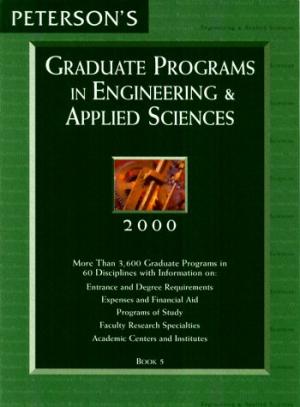 PETERSON'S
GRADUATE PROGRAMS
IN ENGINEERING &
APPLIED SCIENCES
2000
More Than 3,600 Graduate Programs in
60 Disciplines with Information on:
Entrance and Degree Requirements
Expenses and Financial Aid
Programs of Study
Faculty Research Specialties
Academic Centers and Institutes
BOOK 5